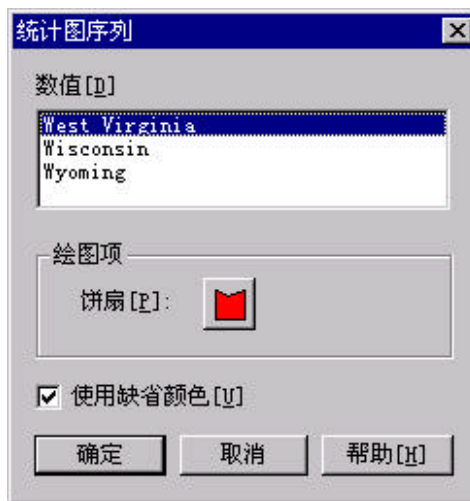 统计图序列
数值[D]
West Virginia
Wisconsin
Wyoming
绘图项
饼扇[P]:
使用缺省颜色[U]
确定 取消 帮助[H]